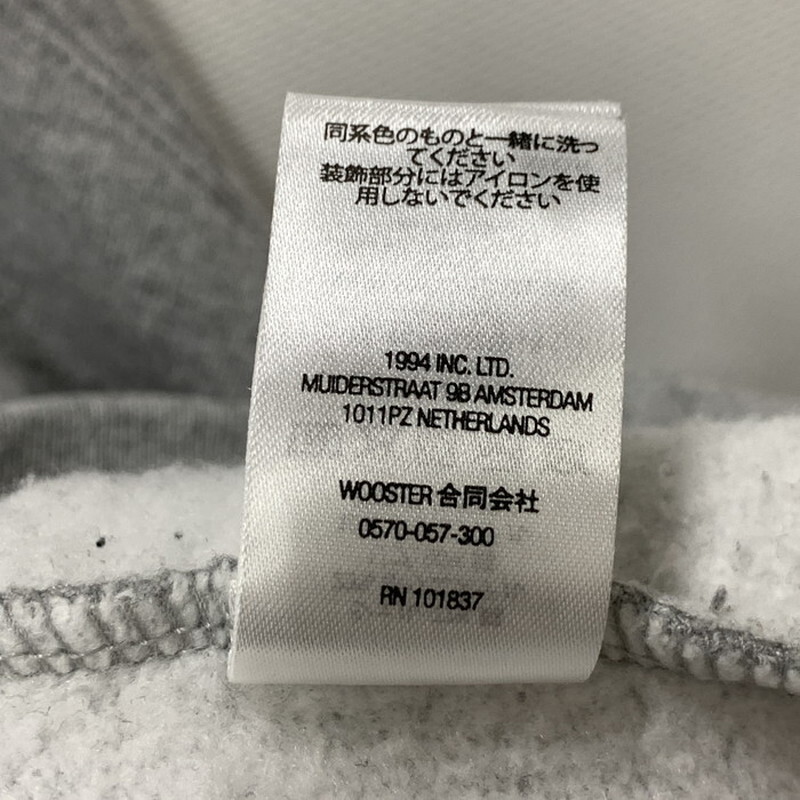 同系色のものと一緒に洗っ
てください
装飾部分にはアイロンを使
用しないでください
1994 INC. LTD.
MUIDERSTRAAT 9B AMSTERDAM
1011PZ NETHERLANDS
WOOSTER 合同会社
0570-057-300
RN 101837